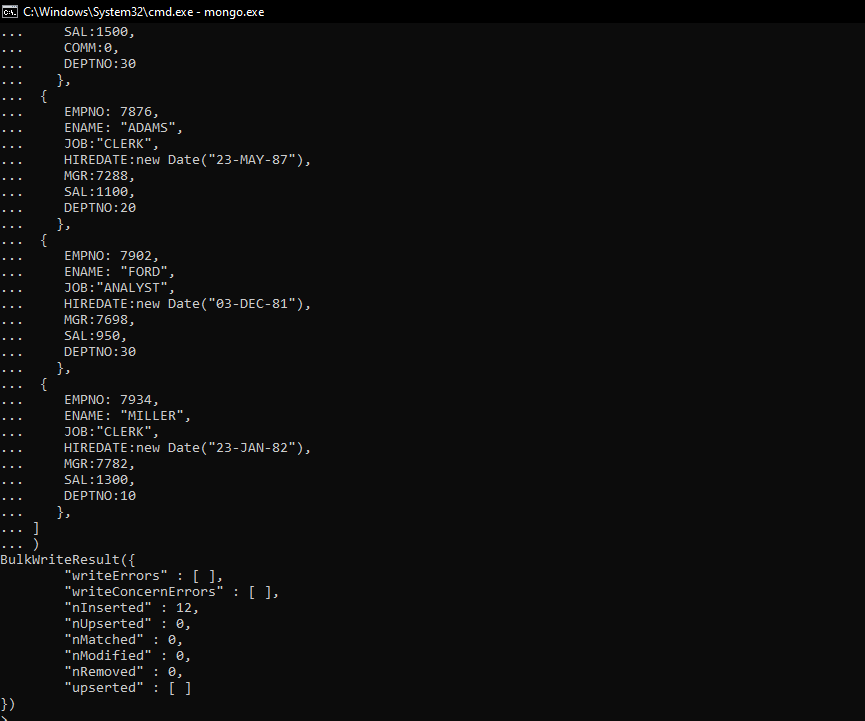 C:\Windows\System32\cmd.exe - mongo.exe
...     SAL:1500,
...     COMM:0,
...     DEPTNO:30
...    },
...  {
...     EMPNO: 7876,
...     ENAME: "ADAMS",
...     JOB:"CLERK",
...     HIREDATE:new Date("23-MAY-87"),
...     MGR:7288,
...     SAL:1100,
...     DEPTNO:20
...    },
...  {
...     EMPNO: 7902,
...     ENAME: "FORD",
...     JOB:"ANALYST",
...     HIREDATE:new Date("03-DEC-81"),
...     MGR:7698,
...     SAL:950,
...     DEPTNO:30
...    },
...  {
...     EMPNO: 7934,
...     ENAME: "MILLER",
...     JOB:"CLERK",
...     HIREDATE:new Date("23-JAN-82"),
...     MGR:7782,
...     SAL:1300,
...     DEPTNO:10
...    },
... ]
... )
BulkWriteResult({
        "writeErrors" : [ ],
        "writeConcernErrors" : [ ],
        "nInserted" : 12,
        "nUpserted" : 0,
        "nMatched" : 0,
        "nModified" : 0,
        "nRemoved" : 0,
        "upserted" : [ ]
})
>